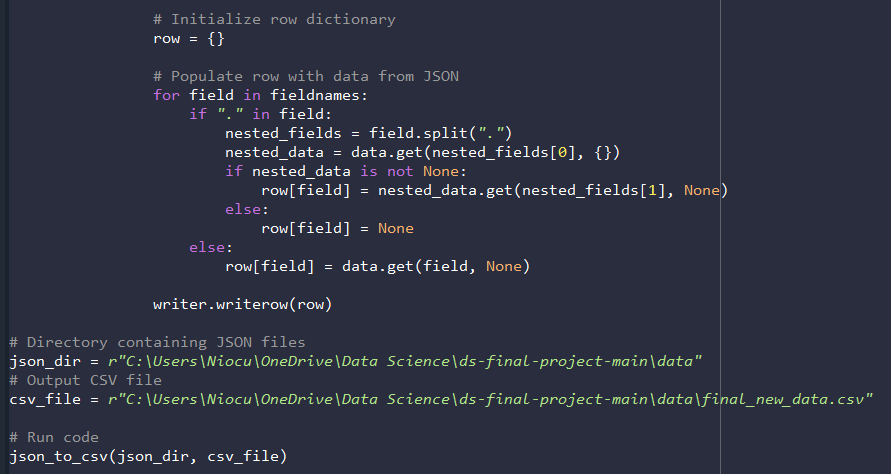 # Initialize row dictionary
row = {}
# Populate row with data from JSON
for field in fieldnames:
if "." in field:
nested_fields = field.split(".")
nested_data = data.get(nested_fields[0], {})
if nested_data is not None:
row[field] = nested_data.get(nested_fields[1], None)
else:
row[field] = None
else:
row[field] = data.get(field, None)
writer.writerow(row)
# Directory containing JSON files
json_dir = r"C:\Users\Niocu\OneDrive\Data Science\ds-final-project-main\data"
# Output CSV file
csv_file = r"C:\Users\Niocu\OneDrive\Data Science\ds-final-project-main\data\final_new_data.csv"
# Run code
json_to_csv(json_dir, csv_file)